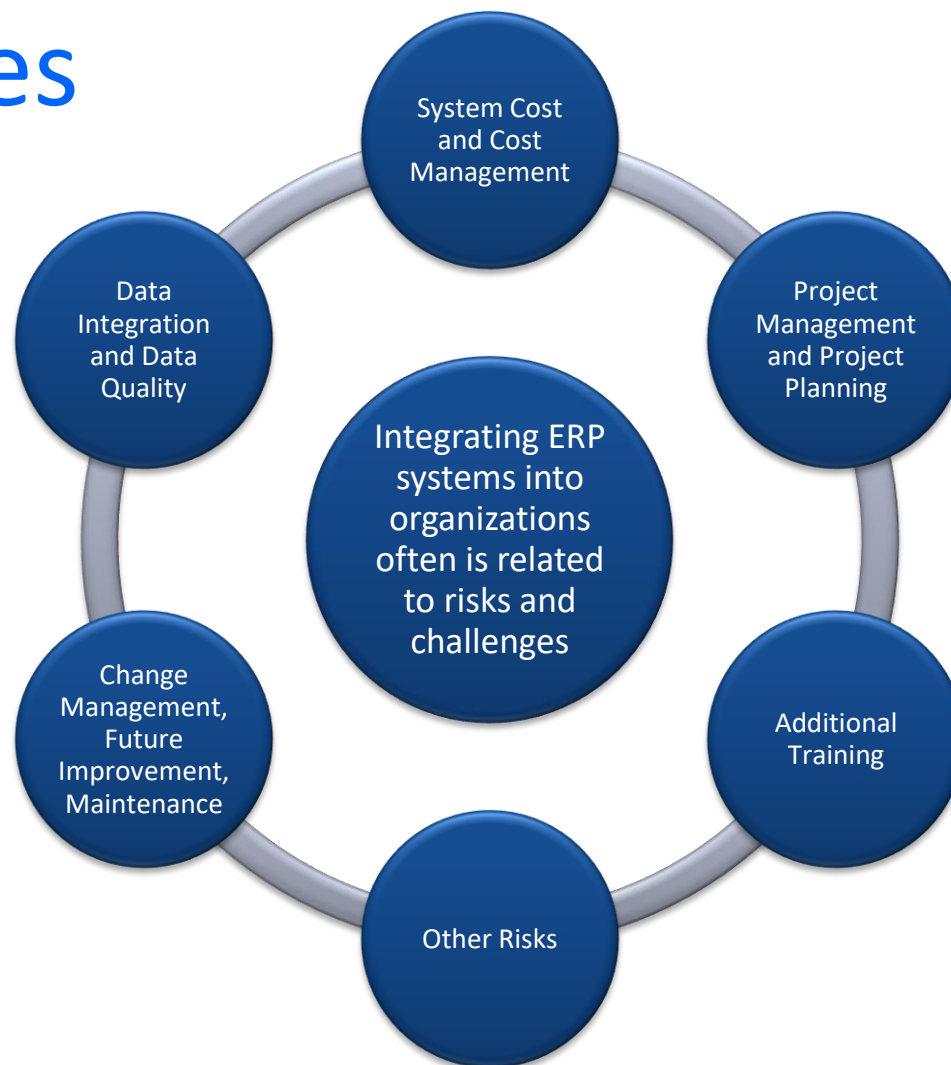 es
System Cost
and Cost
Management
Project
Management
and Project
Planning
Additional
Training
Other Risks
Change
Management,
Future
Improvement,
Maintenance
Data
Integration
and Data
Quality
Integrating ERP
systems into
organizations
often is related
to risks and
challenges